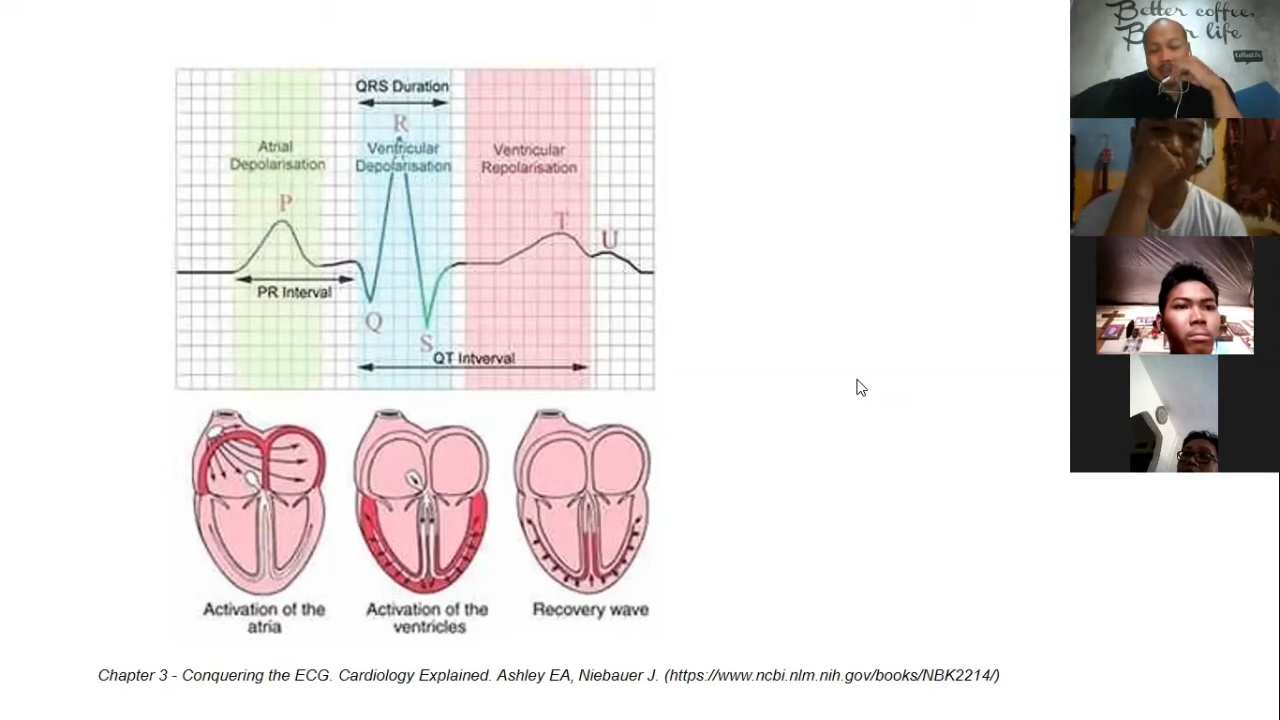 QRS Duration
R
Atrial
Depolarisation
Ventricular
Depolarisation
Ventricular
Repolarisation
P
T
U
PR Interval
Q
S
QT Intverval
Activation of the
atria
Activation of the
ventricles
Recovery wave
Chapter 3 - Conquering the ECG. Cardiology Explained. Ashley EA, Niebauer J. (https://www.ncbi.nlm.nih.gov/books/NBK2214/)
Better coffee.
life